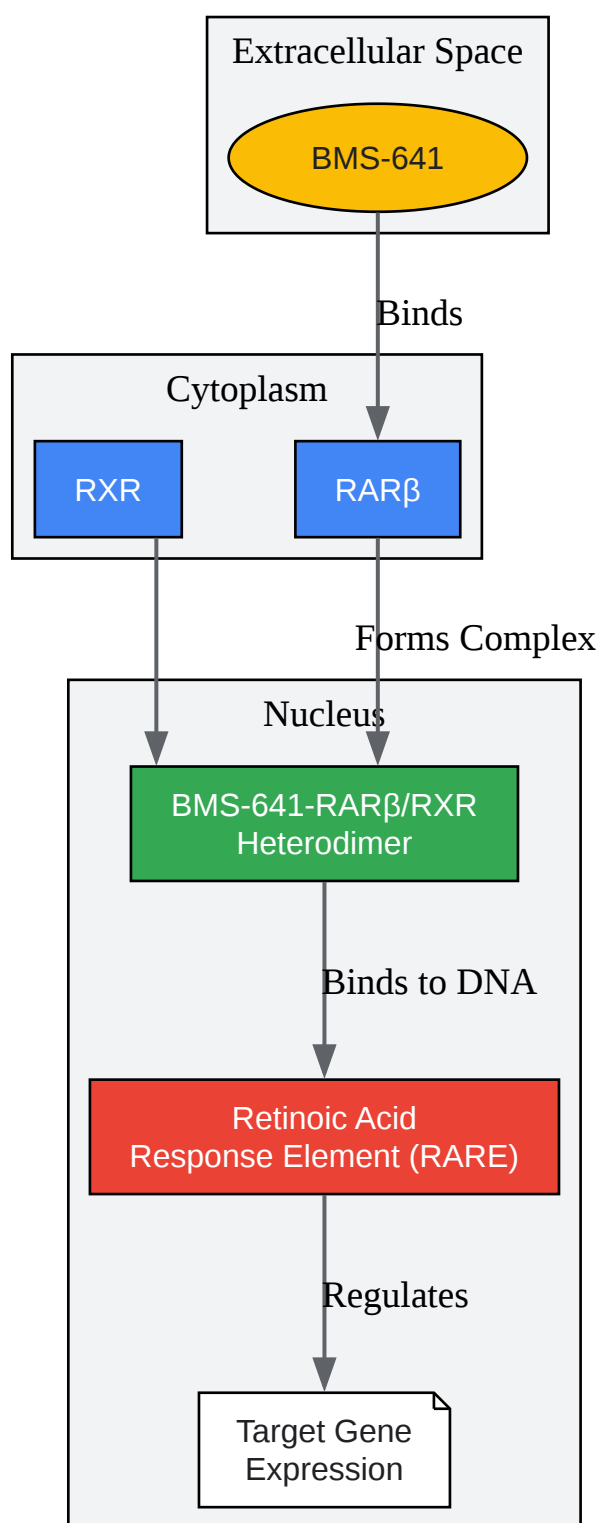 Extracellular Space
BMS-641
Binds
Cytoplasm
RXR
RARβ
Forms Complex
Nucleus
BMS-641-RARβ/RXR
Heterodimer
Binds to DNA
Retinoic Acid
Response Element (RARE)
Regulates
Target Gene
Expression